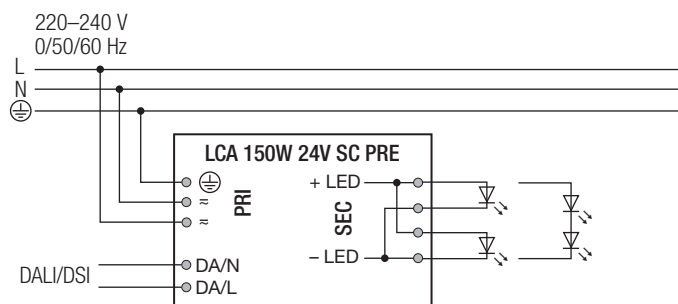 220–240 V
0/50/60 Hz
L
N
LCA 150W 24V SC PRE
PRI
≂
≂
+ LED
SEC
– LED
DALI/DSI
DA/N
DA/L